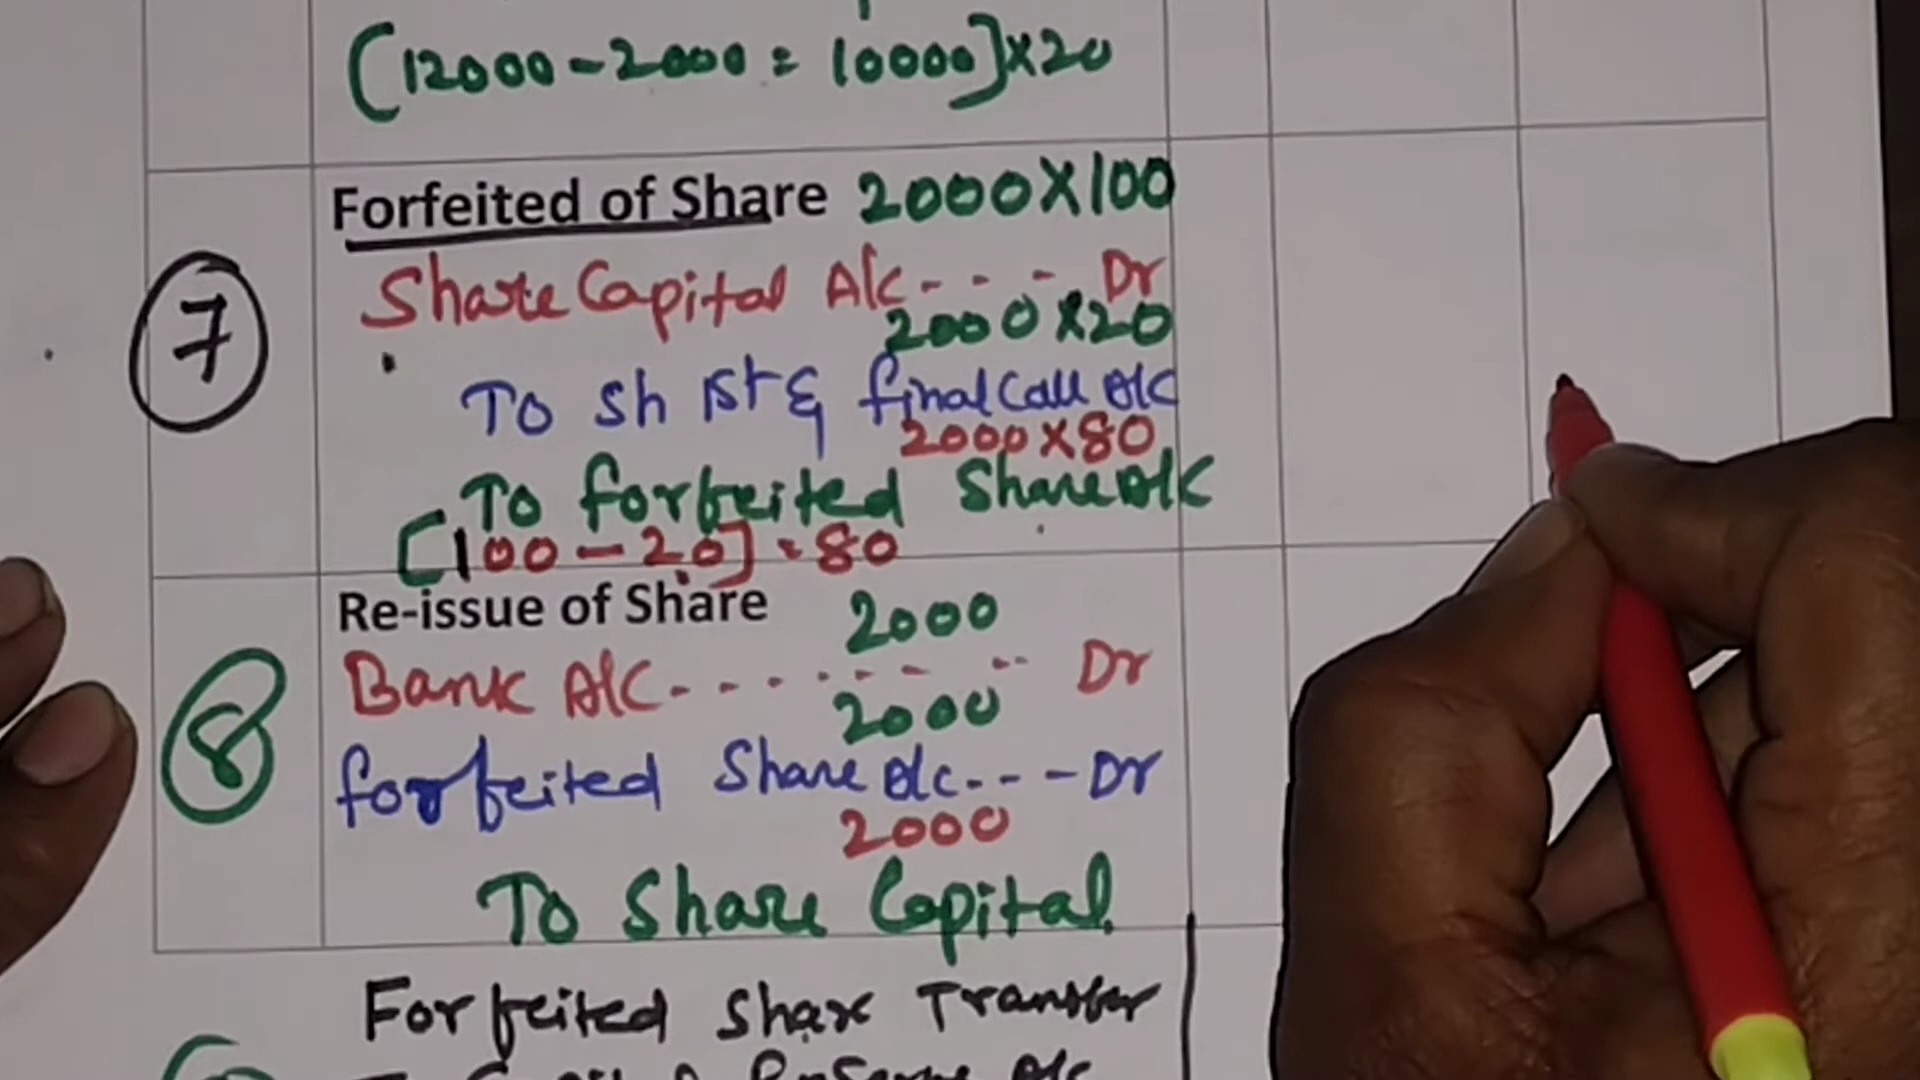 [12000-2000=10000]×20
Forfeited of Share 2000×100
7
Share Capital A/c - - - Dr
2000×20
To Sh 1st & final Call A/c
2000×80
To forfeited Share A/c
[100-20]=80
Re-issue of Share 2000
8
Bank A/C - - - - - - - - Dr
2000
forfeited Share A/c - - - Dr
2000
To Share Capital
Forfeited Share Transfer
Reserve A/c